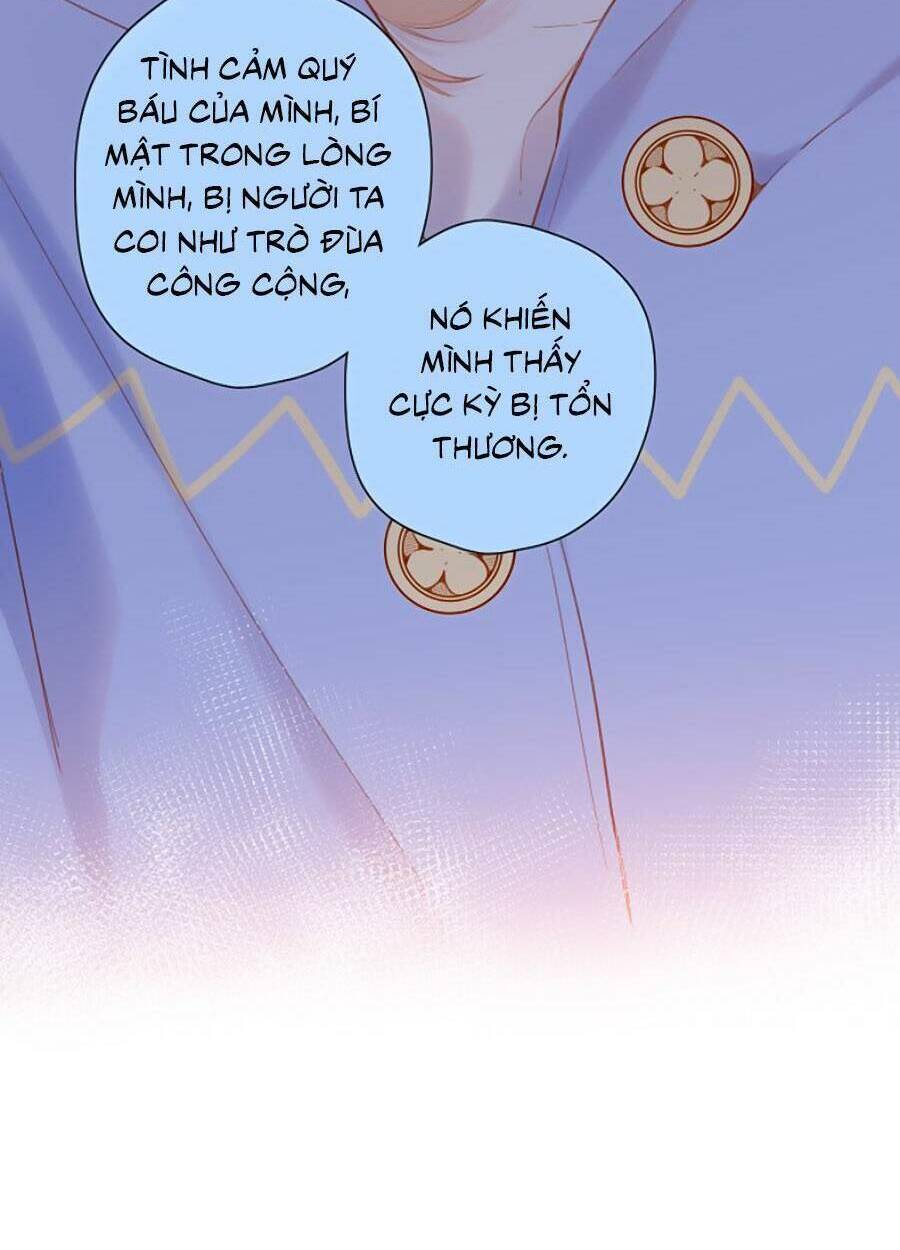 TÌNH CẢM QUÝ
BÁU CỦA MÌNH, BÍ
MẬT TRONG LÒNG
MÌNH, BỊ NGƯỜI TA
COI NHƯ TRÒ ĐÙA
CÔNG CỘNG,
NÓ KHIẾN
MÌNH THẤY
CỰC KỲ BỊ TỔN
THƯƠNG.